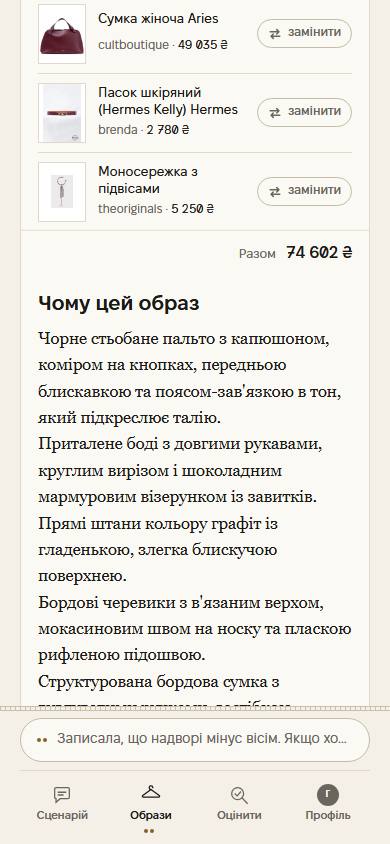 Сумка жіноча Aries
cultboutique · 49 035 ₴
замінити
Пасок шкіряний
(Hermes Kelly) Hermes
brenda · 2 780 ₴
замінити
Моносережка з
підвісами
theoriginals · 5 250 ₴
замінити
Разом 74 602 ₴
Чому цей образ
Чорне стьобане пальто з капюшоном,
коміром на кнопках, передньою
блискавкою та поясом-зав'язкою в тон,
який підкреслює талію.
Приталене боді з довгими рукавами,
круглим вирізом і шоколадним
мармуровим візерунком із завитків.
Прямі штани кольору графіт із
гладенькою, злегка блискучою
поверхнею.
Бордові черевики з в'язаним верхом,
мокасиновим швом на носку та пласкою
рифленою підошвою.
Структурована бордова сумка з
Записала, що надворі мінус вісім. Якщо хо...
Сценарій
Образи
Оцінити
Г
Профіль